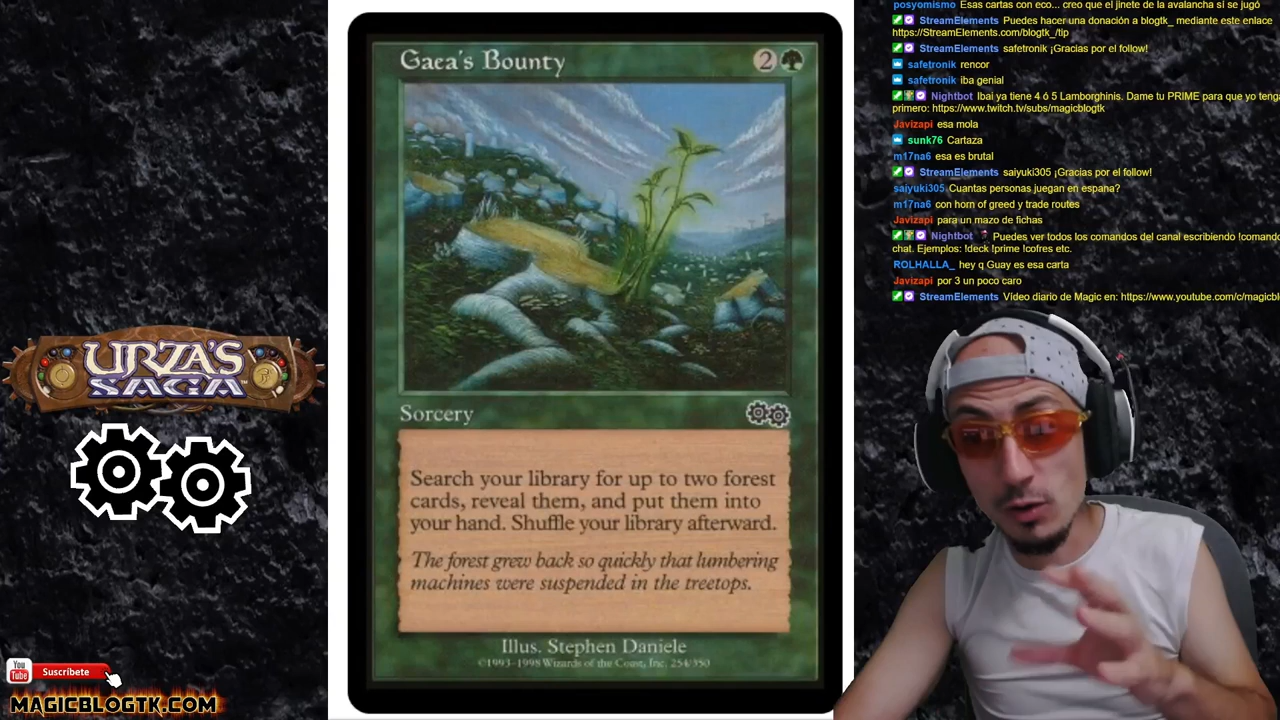 URZA'S
SAGA
You
Tube
Suscríbete
MAGICBLOGTK.COM
Gaea's Bounty
2
Sorcery
Search your library for up to two forest
cards, reveal them, and put them into
your hand. Shuffle your library afterward.
The forest grew back so quickly that lumbering
machines were suspended in the treetops.
Illus. Stephen Daniele
©1993-1998 Wizards of the Coast, Inc. 254/350
posyomismo Esas cartas con eco... creo que el jinete de la avalancha sí se jugó
StreamElements Puedes hacer una donación a blogtk_ mediante este enlace
https://StreamElements.com/blogtk_/tip
StreamElements safetronik ¡Gracias por el follow!
safetronik rencor
safetronik iba genial
Nightbot Ibai ya tiene 4 ó 5 Lamborghinis. Dame tu PRIME para que yo tenga
primero: https://www.twitch.tv/subs/magicblogtk
Javizapi esa mola
sunk76 Cartaza
m17na6 esa es brutal
StreamElements saiyuki305 ¡Gracias por el follow!
saiyuki305 Cuantas personas juegan en espana?
m17na6 con horn of greed y trade routes
Javizapi para un mazo de fichas
Nightbot Puedes ver todos los comandos del canal escribiendo !comando
chat. Ejemplos: !deck !prime !cofres etc.
ROLHALLA_ hey q Guay es esa carta
Javizapi por 3 un poco caro
StreamElements Vídeo diario de Magic en: https://www.youtube.com/c/magicbl